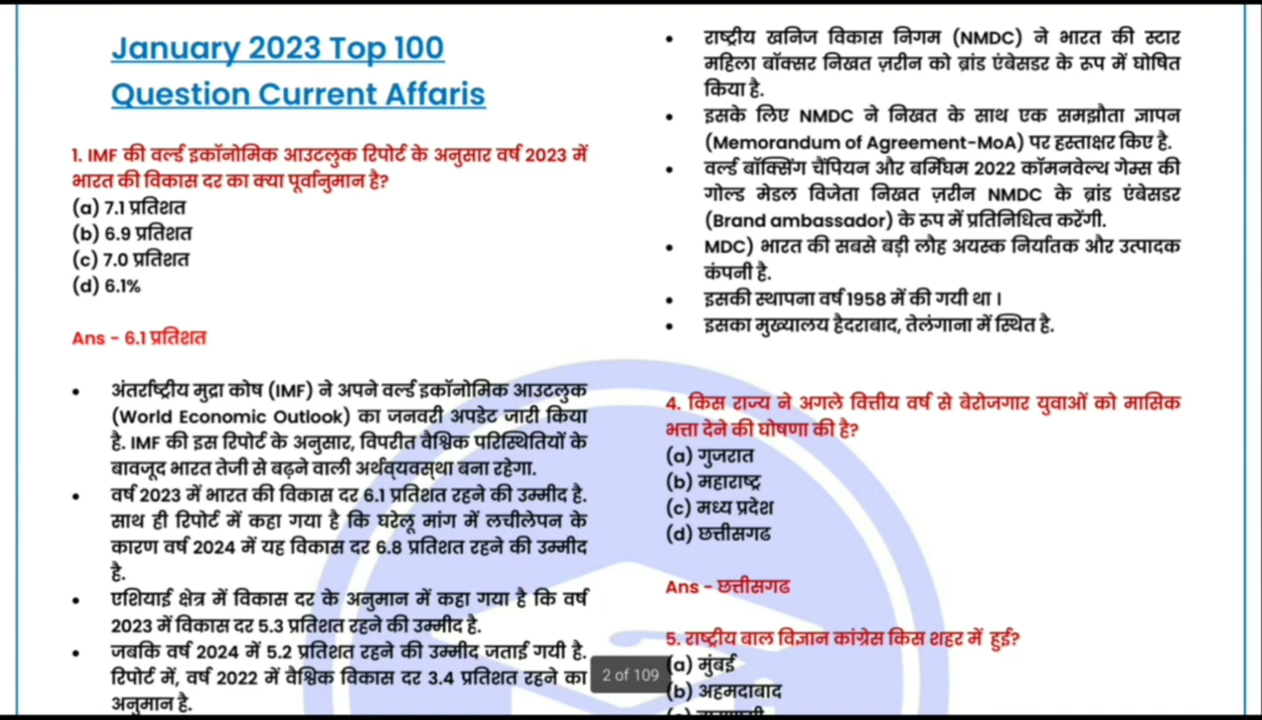 January 2023 Top 100
Question Current Affaris
1. IMF की वर्ल्ड इकॉनोमिक आउटलुक रिपोर्ट के अनुसार वर्ष 2023 में
भारत की विकास दर का क्या पूर्वानुमान है?
(a) 7.1 प्रतिशत
(b) 6.9 प्रतिशत
(c) 7.0 प्रतिशत
(d) 6.1%
Ans - 6.1 प्रतिशत
• अंतर्राष्ट्रीय मुद्रा कोष (IMF) ने अपने वर्ल्ड इकॉनोमिक आउटलुक
(World Economic Outlook) का जनवरी अपडेट जारी किया
है. IMF की इस रिपोर्ट के अनुसार, विपरीत वैश्विक परिस्थितियों के
बावजूद भारत तेजी से बढ़ने वाली अर्थव्यवस्था बना रहेगा.
• वर्ष 2023 में भारत की विकास दर 6.1 प्रतिशत रहने की उम्मीद है.
साथ ही रिपोर्ट में कहा गया है कि घरेलू मांग में लचीलेपन के
कारण वर्ष 2024 में यह विकास दर 6.8 प्रतिशत रहने की उम्मीद
है.
• एशियाई क्षेत्र में विकास दर के अनुमान में कहा गया है कि वर्ष
2023 में विकास दर 5.3 प्रतिशत रहने की उम्मीद है.
• जबकि वर्ष 2024 में 5.2 प्रतिशत रहने की उम्मीद जताई गयी है.
रिपोर्ट में, वर्ष 2022 में वैश्विक विकास दर 3.4 प्रतिशत रहने का
अनुमान है.
• राष्ट्रीय खनिज विकास निगम (NMDC) ने भारत की स्टार
महिला बॉक्सर निखत ज़रीन को ब्रांड एंबेसडर के रूप में घोषित
किया है.
• इसके लिए NMDC ने निखत के साथ एक समझौता ज्ञापन
(Memorandum of Agreement-MoA) पर हस्ताक्षर किए है.
• वर्ल्ड बॉक्सिंग चैंपियन और बर्मिंघम 2022 कॉमनवेल्थ गेम्स की
गोल्ड मेडल विजेता निखत ज़रीन NMDC के ब्रांड एंबेसडर
(Brand ambassador) के रूप में प्रतिनिधित्व करेंगी.
• MDC) भारत की सबसे बड़ी लौह अयस्क निर्यातक और उत्पादक
कंपनी है.
• इसकी स्थापना वर्ष 1958 में की गयी था ।
• इसका मुख्यालय हैदराबाद, तेलंगाना में स्थित है.
4. किस राज्य ने अगले वित्तीय वर्ष से बेरोजगार युवाओं को मासिक
भत्ता देने की घोषणा की है?
(a) गुजरात
(b) महाराष्ट्र
(c) मध्य प्रदेश
(d) छत्तीसगढ
Ans - छत्तीसगढ
5. राष्ट्रीय बाल विज्ञान कांग्रेस किस शहर में हुई?
(a) मुंबई
(b) अहमदाबाद
2 of 109